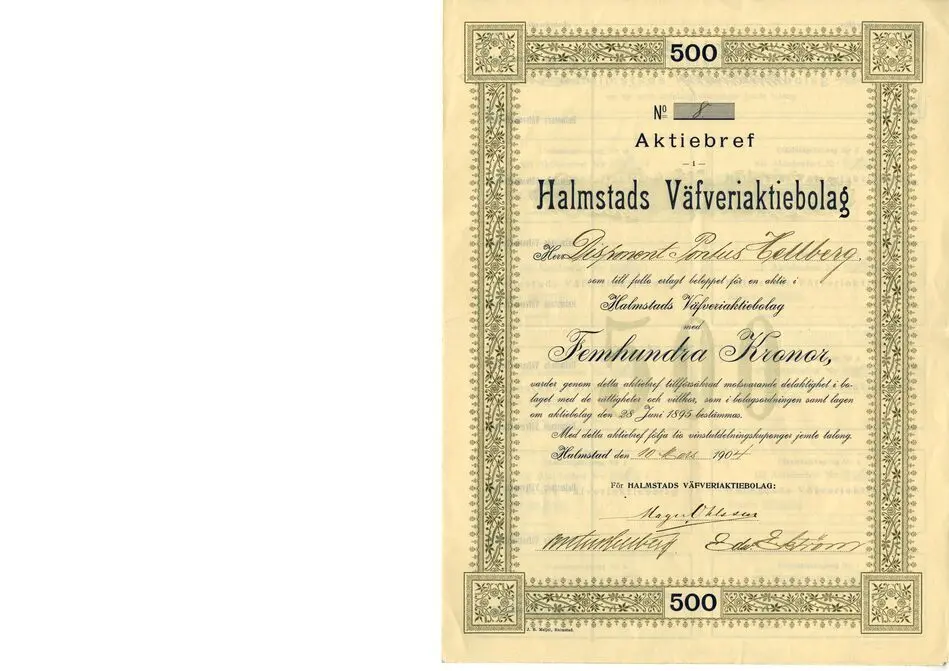 500
No 8
Aktiebref
— i —
Halmstads Väfveriaktiebolag
Herr Disponent Pontus Hellberg,
som till fullo erlagt beloppet för en aktie i
Halmstads Väfveriaktiebolag
med
Femhundra Kronor,
varder genom detta aktiebref tillförsäkrad motsvarande delaktighet i bo-
laget med de rättigheter och villkor, som i bolagsordningen samt lagen
om aktiebolag den 28 Juni 1895 bestämmas.
Med detta aktiebref följa tio vinstutdelningskuponger jemte talong.
Halmstad den 10 Mars 1904
För HALMSTADS VÄFVERIAKTIEBOLAG:
500
Halmstad.